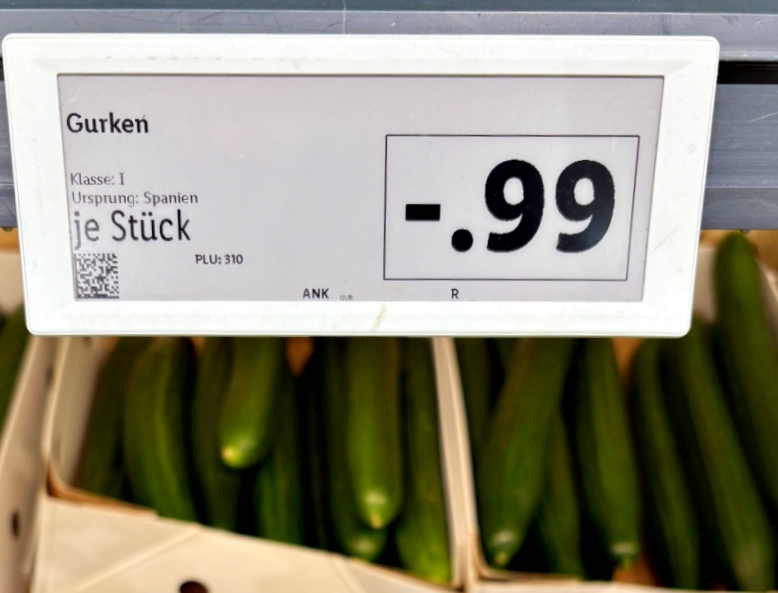 Gurken
Klasse: I
Ursprung: Spanien
je Stück
-.99
PLU: 310
ANK
R